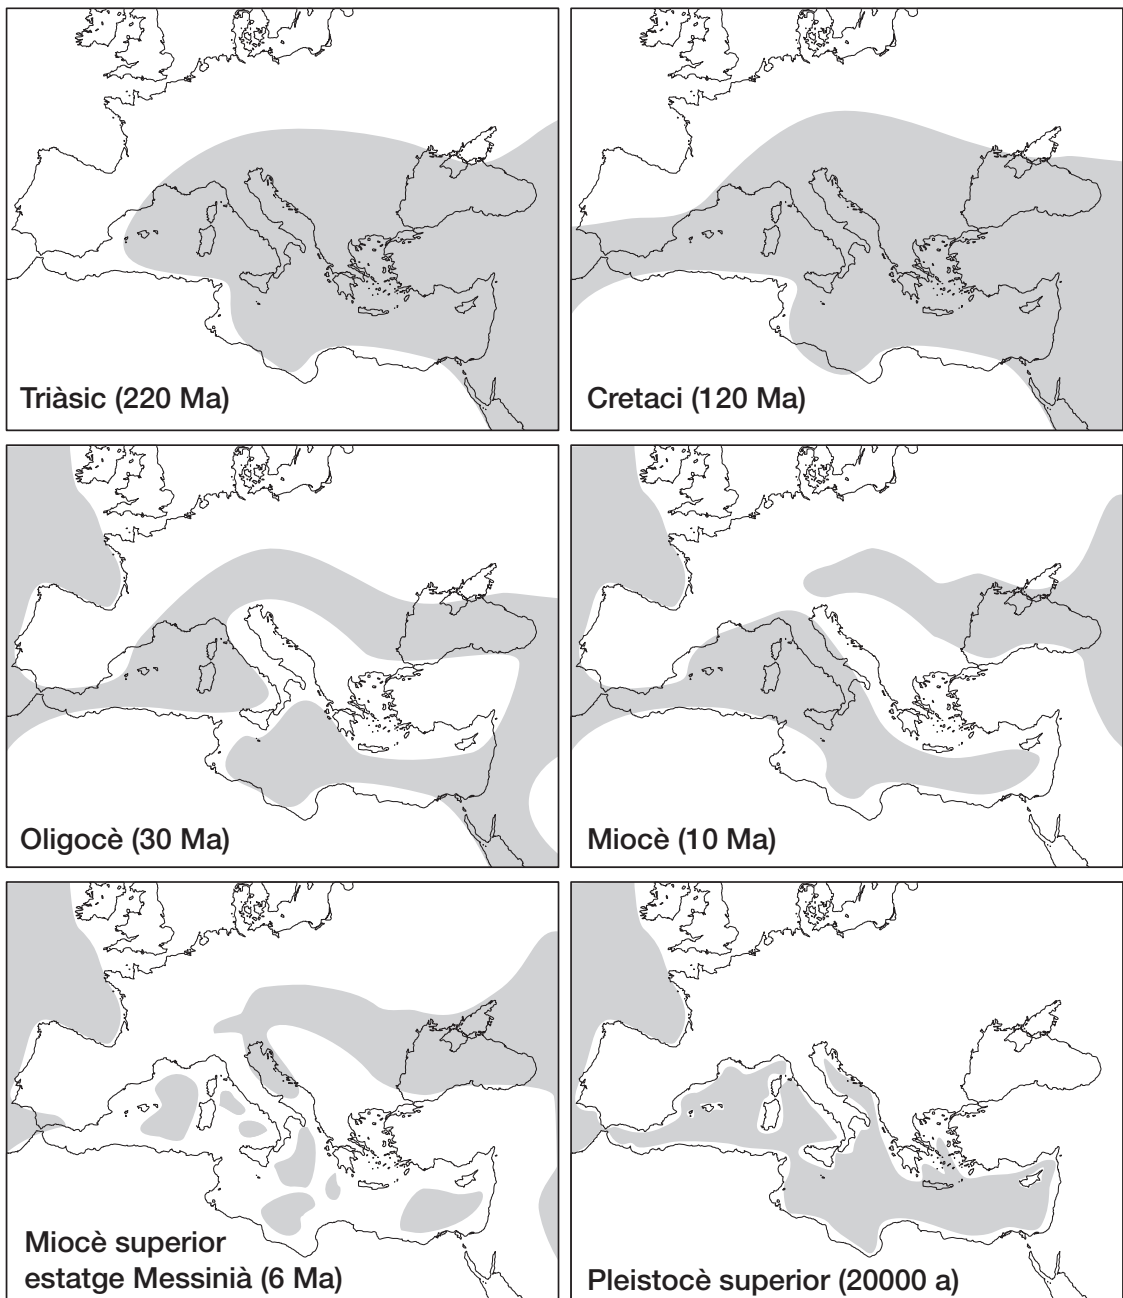 Triàsic (220 Ma)
Cretaci (120 Ma)
Oligocè (30 Ma)
Miocè (10 Ma)
Miocè superior
estatge Messinià (6 Ma)
Pleistocè superior (20000 a)